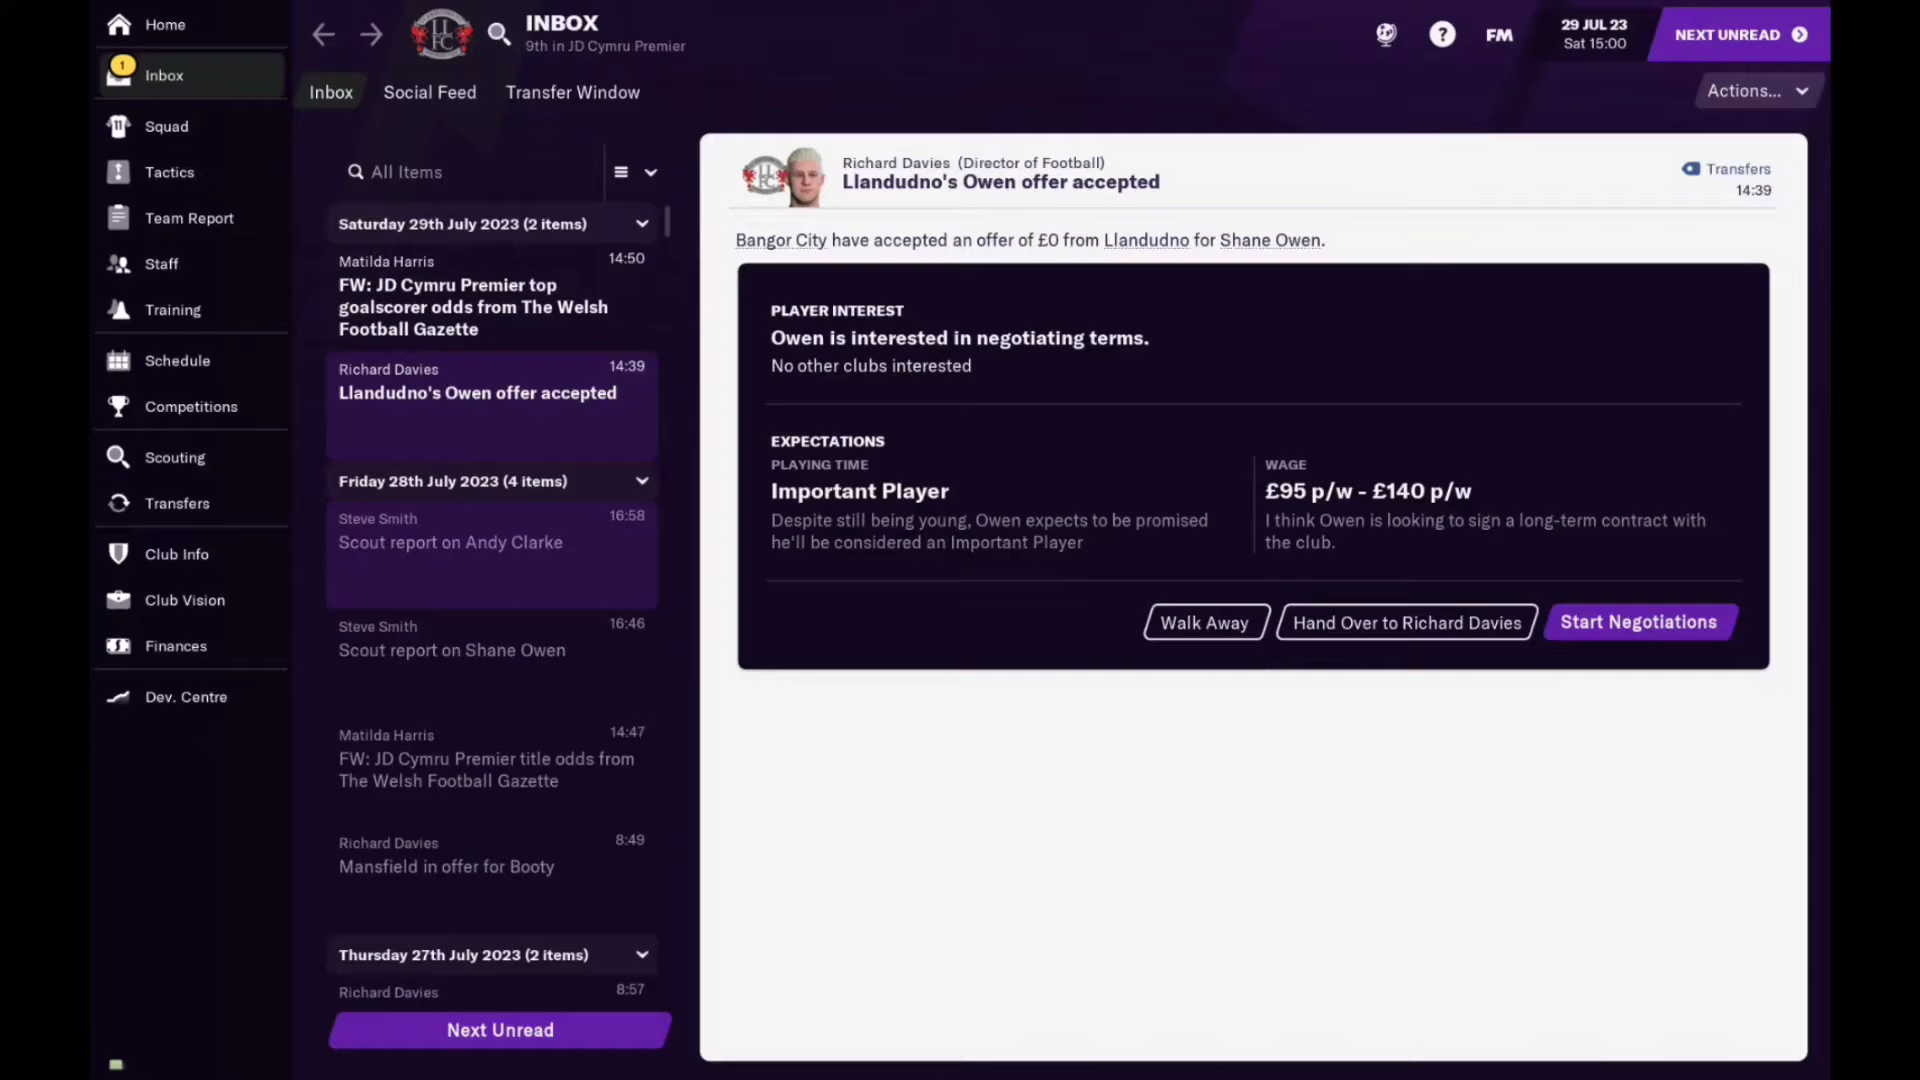 Home
1
Inbox
Squad
Tactics
Team Report
Staff
Training
Schedule
Competitions
Scouting
Transfers
Club Info
Club Vision
Finances
Dev. Centre
INBOX
9th in JD Cymru Premier
?
FM
29 JUL 23
Sat 15:00
NEXT UNREAD
Inbox
Social Feed
Transfer Window
Actions...
All Items
Saturday 29th July 2023 (2 items)
Matilda Harris 14:50
FW: JD Cymru Premier top
goalscorer odds from The Welsh
Football Gazette
Richard Davies 14:39
Llandudno's Owen offer accepted
Friday 28th July 2023 (4 items)
Steve Smith 16:58
Scout report on Andy Clarke
Steve Smith 16:46
Scout report on Shane Owen
Matilda Harris 14:47
FW: JD Cymru Premier title odds from
The Welsh Football Gazette
Richard Davies 8:49
Mansfield in offer for Booty
Thursday 27th July 2023 (2 items)
Richard Davies 8:57
Next Unread
Richard Davies (Director of Football)
Llandudno's Owen offer accepted
Transfers
14:39
Bangor City have accepted an offer of £0 from Llandudno for Shane Owen.
PLAYER INTEREST
Owen is interested in negotiating terms.
No other clubs interested
EXPECTATIONS
PLAYING TIME
Important Player
Despite still being young, Owen expects to be promised
he'll be considered an Important Player
WAGE
£95 p/w - £140 p/w
I think Owen is looking to sign a long-term contract with
the club.
Walk Away
Hand Over to Richard Davies
Start Negotiations